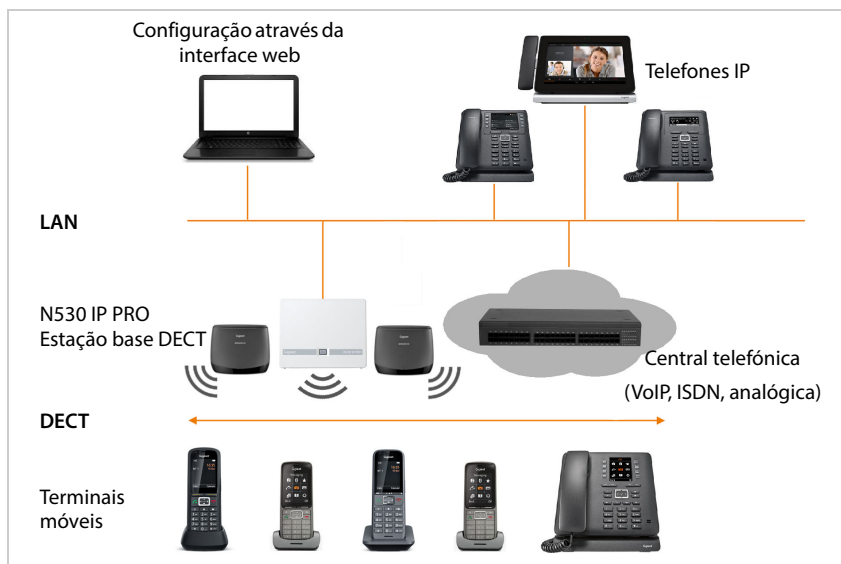 Configuração através da
interface web
Telefones IP
LAN
N530 IP PRO
Estação base DECT
Central telefónica
(VoIP, ISDN, analógica)
DECT
Terminais
móveis